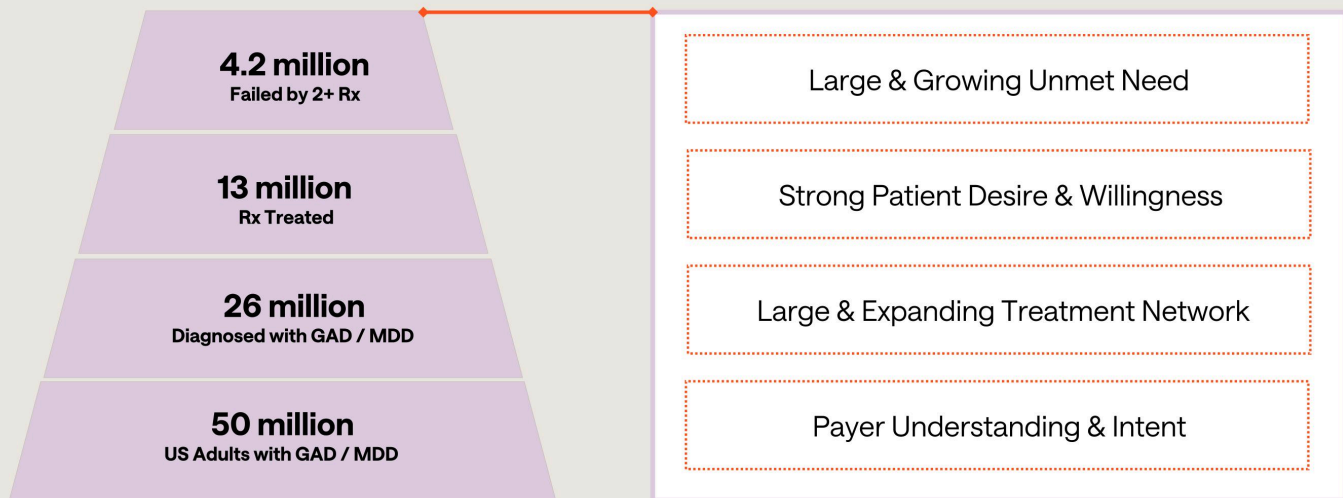 4.2 million
Failed by 2+ Rx
13 million
Rx Treated
26 million
Diagnosed with GAD / MDD
50 million
US Adults with GAD / MDD
Large & Growing Unmet Need
Strong Patient Desire & Willingness
Large & Expanding Treatment Network
Payer Understanding & Intent